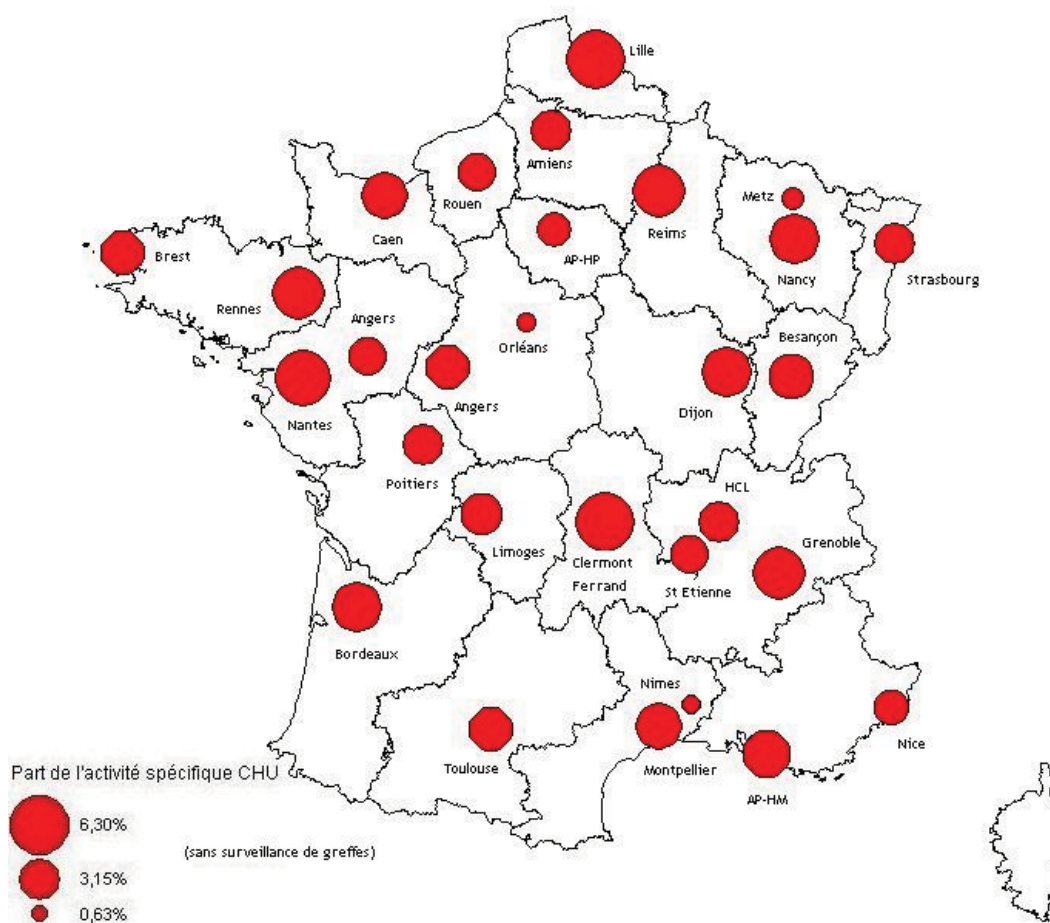 Lille
Amiens
Metz
Rouen
Caen
Reims
AP-HP
Nancy
Strasbourg
Brest
Rennes
Angers
Orléans
Besançon
Nantes
Angers
Dijon
Poitiers
HCL
Limoges
Clermont
Ferrand
Grenoble
St Etienne
Bordeaux
Nimes
Toulouse
Montpellier
Nice
AP-HM
Part de l'activité spécifique CHU
6,30%
(sans surveillance de greffes)
3,15%
0,63%